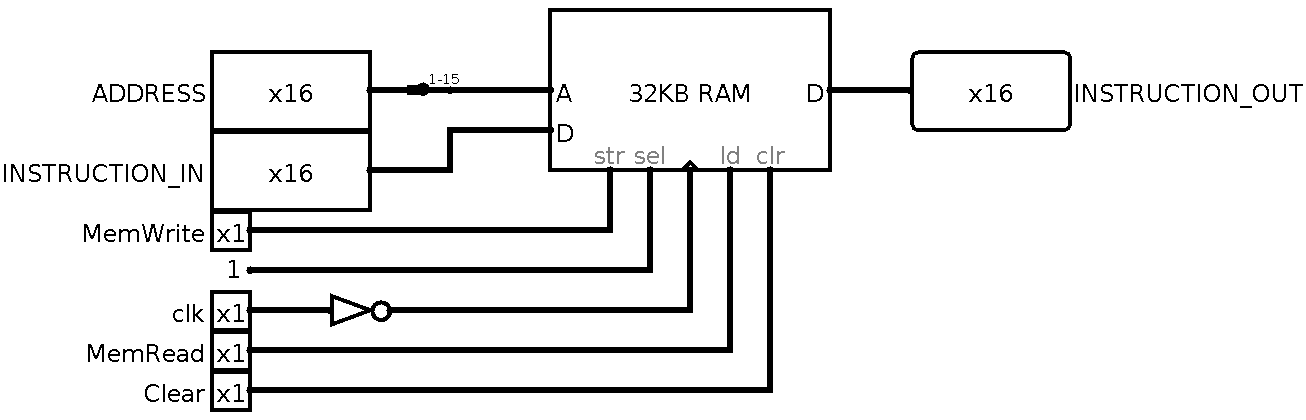 ADDRESS x16 1-15 A 32KB RAM D x16 INSTRUCTION_OUT
D
str sel ld clr
INSTRUCTION_IN x16
MemWrite x1
1
clk x1
MemRead x1
Clear x1